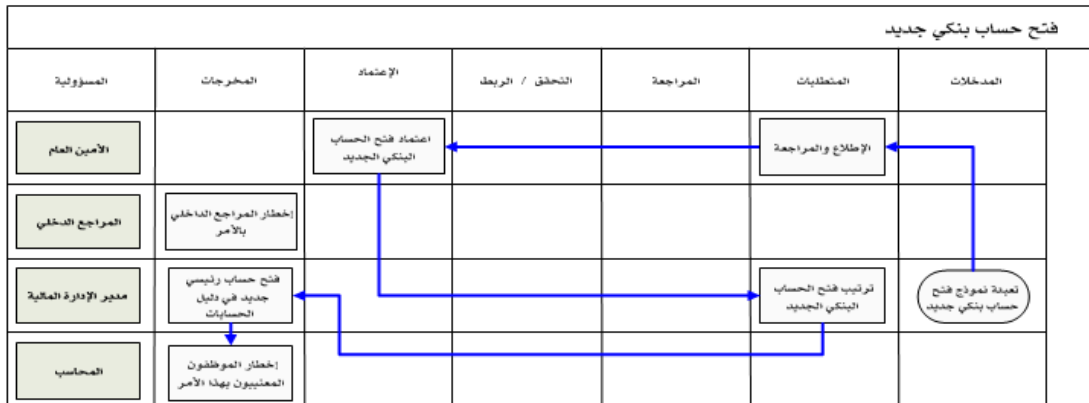 فتح حساب بنكي جديد
المدخلات
المتطلبات
المراجعة
التحقق / الربط
الإعتماد
المخرجات
المسؤولية
الإطلاع والمراجعة
اعتماد فتح الحساب
البنكي الجديد
الأمين العام
إخطار المراجع الداخلي
بالأمر
المراجع الدخلي
تعبئة نموذج فتح
حساب بنكي جديد
ترتيب فتح الحساب
البنكي الجديد
فتح حساب رئيسي
جديد في دليل
الحسابات
مدير الإدارة المالية
إخطار الموظفون
المعنييون بهذا الأمر
المحاسب